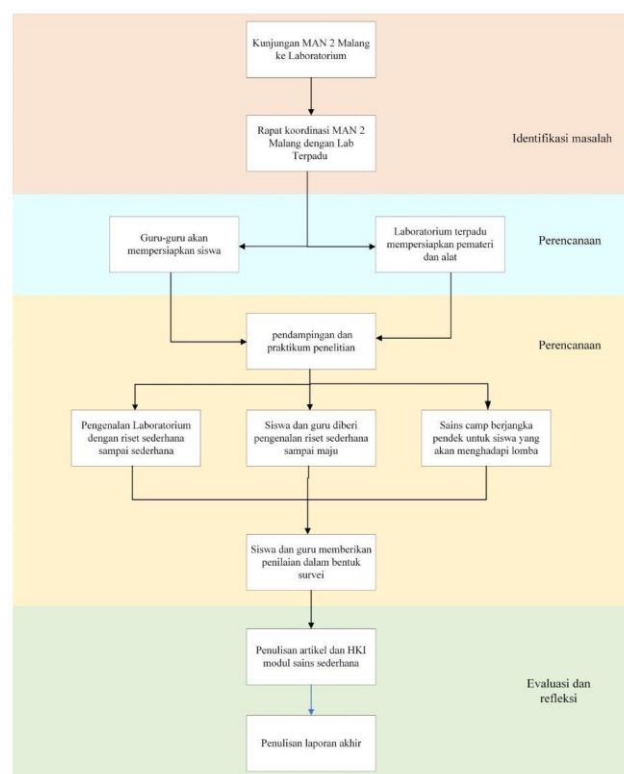 Kunjungan MAN 2 Malang
ke Laboratorium
Rapat koordinasi MAN 2
Malang dengan Lab
Terpadu
Identifikasi masalah
Guru-guru akan
mempersiapkan siswa
Laboratorium terpadu
mempersiapkan pemateri
dan alat
Perencanaan
pendampingan dan
praktikum penelitian
Perencanaan
Pengenalan Laboratorium
dengan riset sederhana
sampai sederhana
Siswa dan guru diberi
pengenalan riset sederhana
sampai maju
Sains camp berjangka
pendek untuk siswa yang
akan menghadapi lomba
Siswa dan guru memberikan
penilaian dalam bentuk
survei
Penulisan artikel dan HKI
modul sains sederhana
Evaluasi dan
refleksi
Penulisan laporan akhir